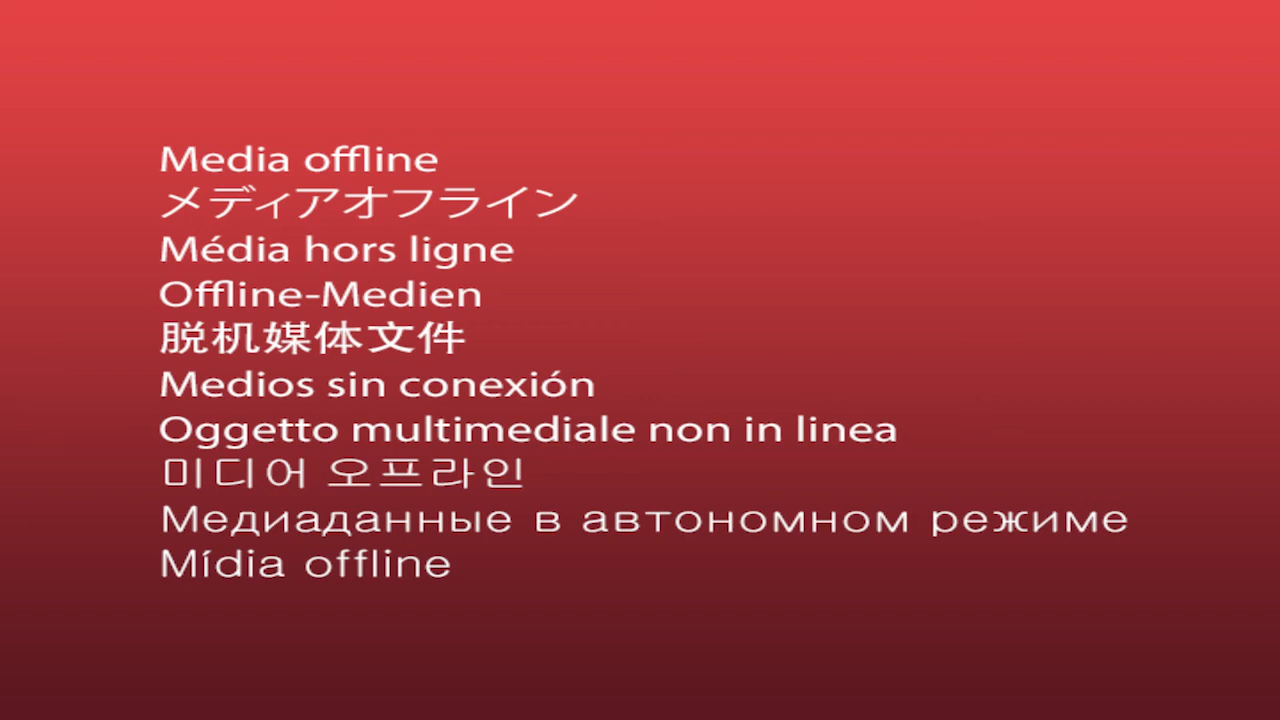 Media offline
メディアオフライン
Média hors ligne
Offline-Medien
脱机媒体文件
Medios sin conexión
Oggetto multimediale non in linea
미디어 오프라인
Медиаданные в автономном режиме
Mídia offline